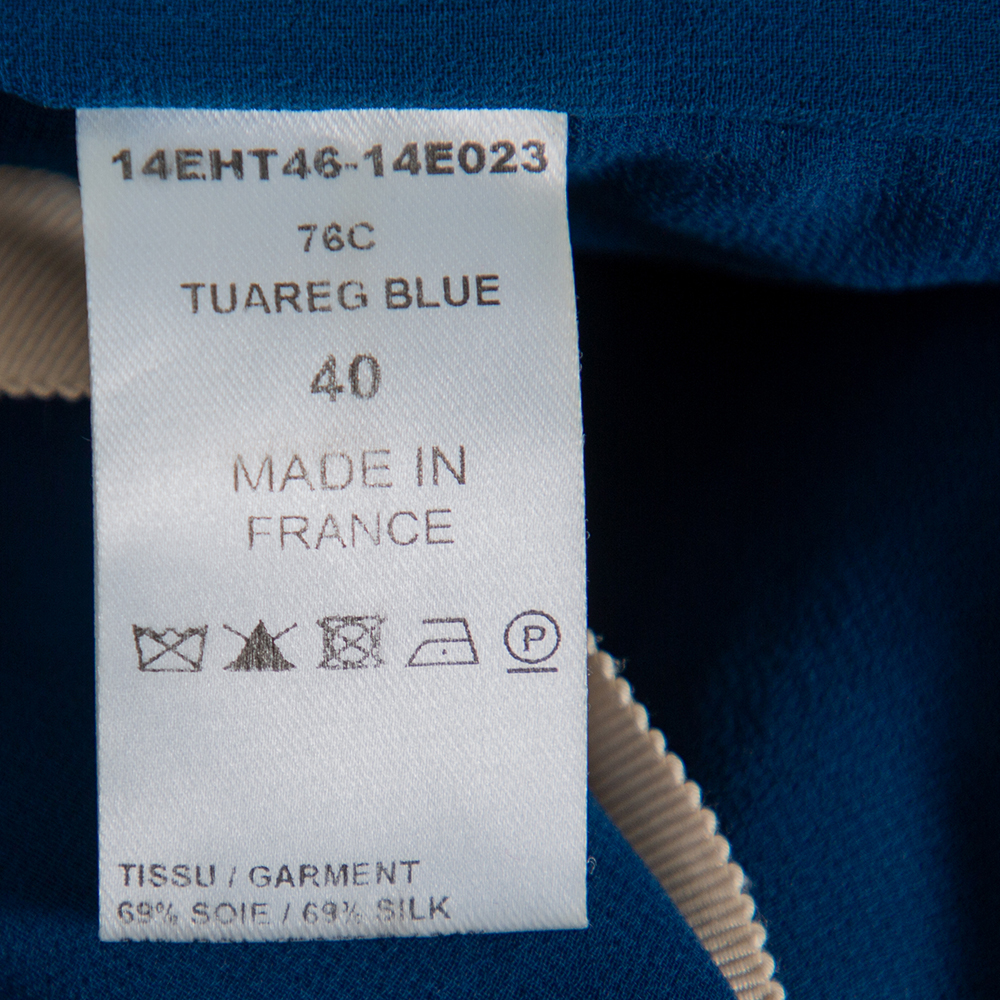 14EHT46-14E023
76C
TUAREG BLUE
40
MADE IN
FRANCE
P
TISSU / GARMENT
69% SOIE / 69% SILK